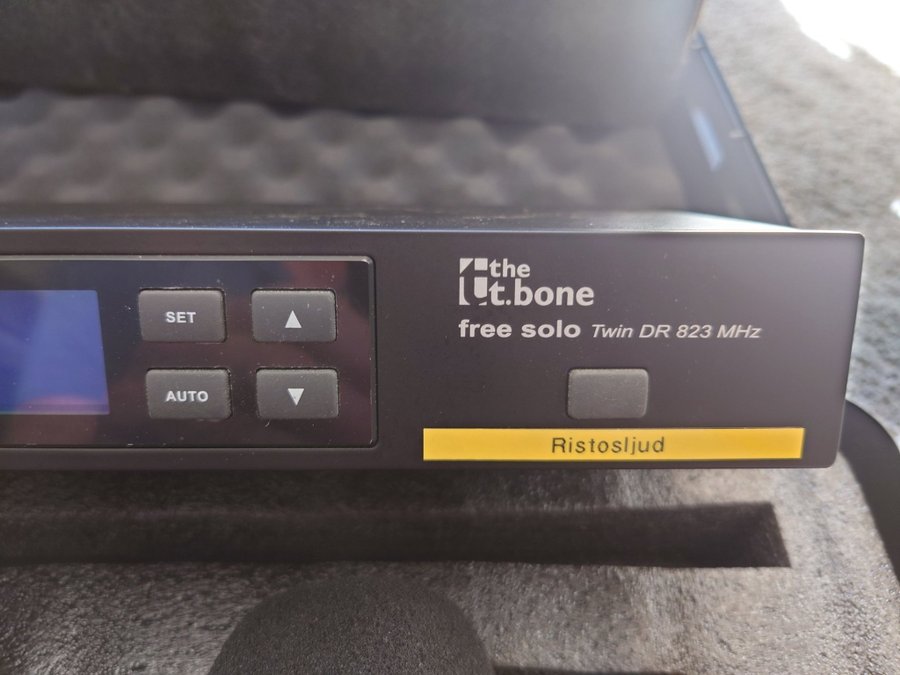 SET
▲
AUTO
▼
the
t.bone
free solo Twin DR 823 MHz
Ristosljud